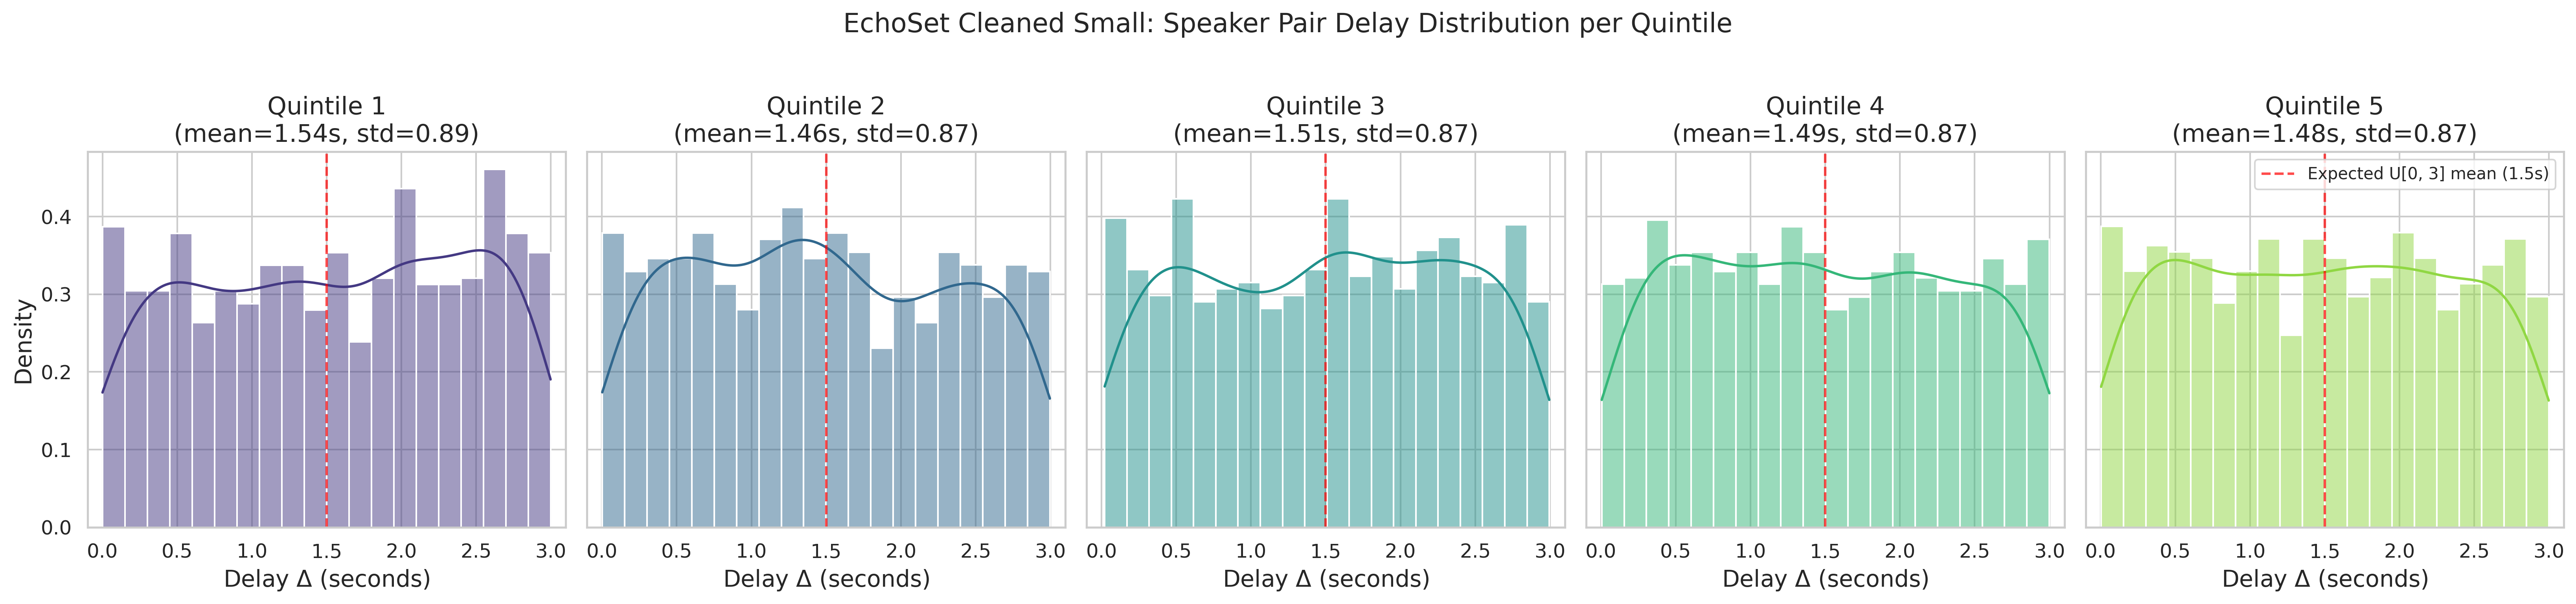 EchoSet Cleaned Small: Speaker Pair Delay Distribution per Quintile
Quintile 1
(mean=1.54s, std=0.89)
Quintile 2
(mean=1.46s, std=0.87)
Quintile 3
(mean=1.51s, std=0.87)
Quintile 4
(mean=1.49s, std=0.87)
Quintile 5
(mean=1.48s, std=0.87)
Expected U[0, 3] mean (1.5s)
Density
0.4
0.3
0.2
0.1
0.0
0.0 0.5 1.0 1.5 2.0 2.5 3.0
Delay Δ (seconds)
0.0 0.5 1.0 1.5 2.0 2.5 3.0
Delay Δ (seconds)
0.0 0.5 1.0 1.5 2.0 2.5 3.0
Delay Δ (seconds)
0.0 0.5 1.0 1.5 2.0 2.5 3.0
Delay Δ (seconds)
0.0 0.5 1.0 1.5 2.0 2.5 3.0
Delay Δ (seconds)